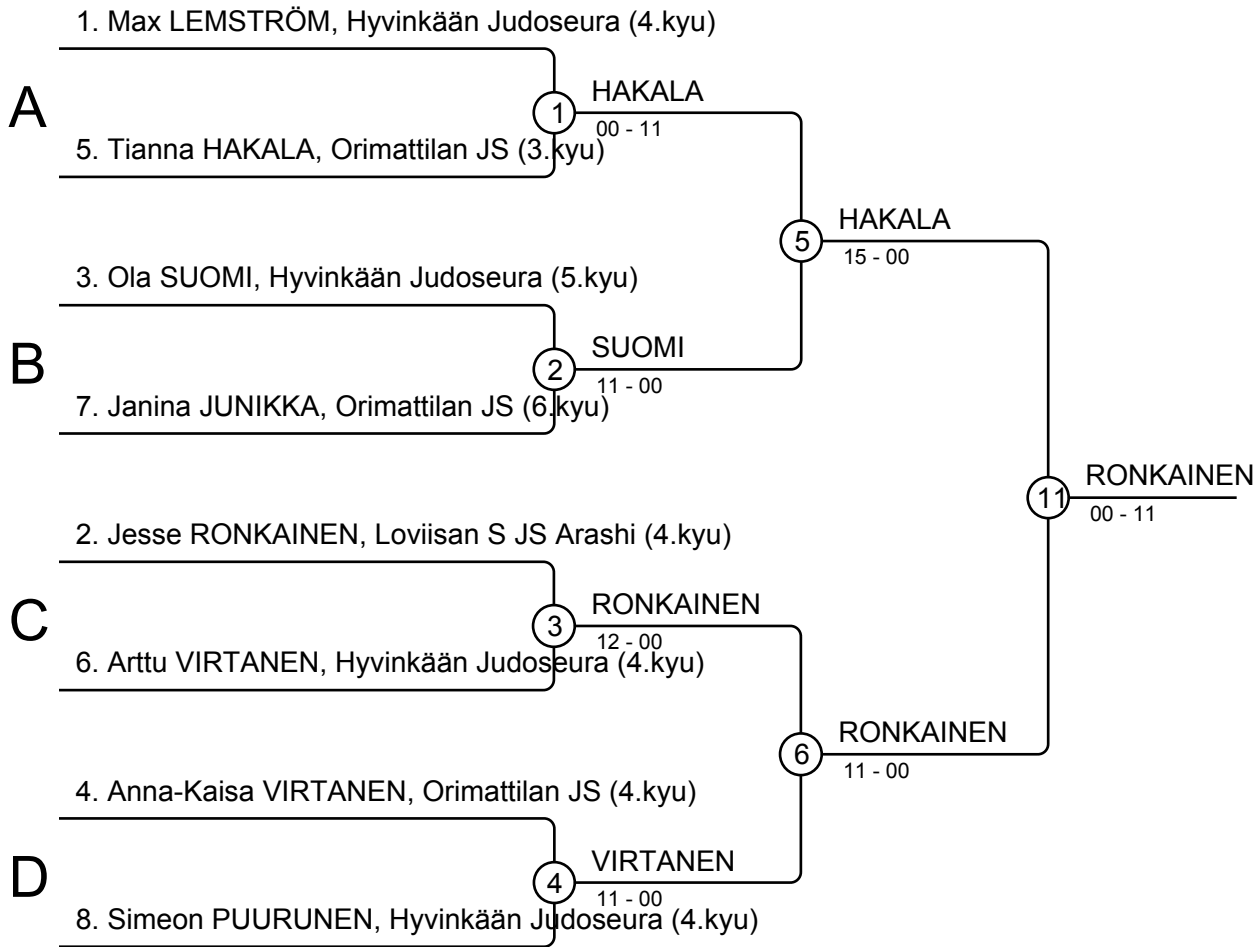 1. Max LEMSTRÖM, Hyvinkään Judoseura (4.kyu)
A
1
HAKALA
00 - 11
5. Tianna HAKALA, Orimattilan JS (3.kyu)
5
HAKALA
15 - 00
3. Ola SUOMI, Hyvinkään Judoseura (5.kyu)
B
2
SUOMI
11 - 00
7. Janina JUNIKKA, Orimattilan JS (6.kyu)
11
RONKAINEN
00 - 11
2. Jesse RONKAINEN, Loviisan S JS Arashi (4.kyu)
C
3
RONKAINEN
12 - 00
6. Arttu VIRTANEN, Hyvinkään Judoseura (4.kyu)
6
RONKAINEN
11 - 00
4. Anna-Kaisa VIRTANEN, Orimattilan JS (4.kyu)
D
4
VIRTANEN
11 - 00
8. Simeon PUURUNEN, Hyvinkään Judoseura (4.kyu)